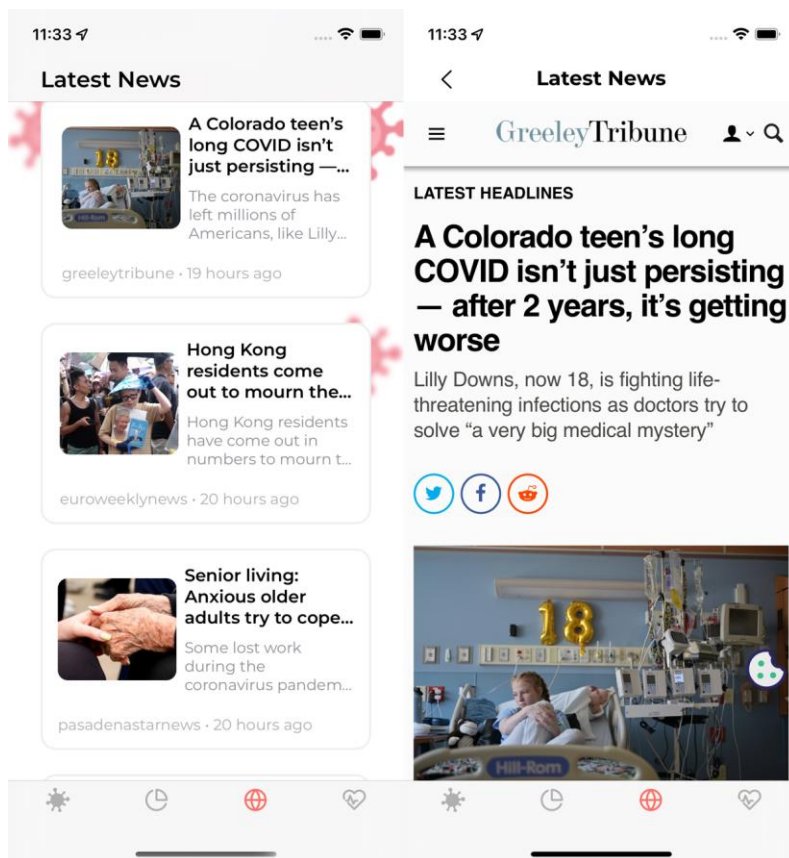 11:33
Latest News
A Colorado teen's
long COVID isn't
just persisting —...
The coronavirus has
left millions of
Americans, like Lilly...
greeleytribune • 19 hours ago
Hong Kong
residents come
out to mourn the...
Hong Kong residents
have come out in
numbers to mourn t...
euroweeklynews • 20 hours ago
Senior living:
Anxious older
adults try to cope...
Some lost work
during the
coronavirus pandem...
pasadenastarnews • 20 hours ago
11:33
Latest News
GreeleyTribune
LATEST HEADLINES
A Colorado teen’s long
COVID isn’t just persisting
— after 2 years, it’s getting
worse
Lilly Downs, now 18, is fighting life-
threatening infections as doctors try to
solve “a very big medical mystery”
18
Hill-Rom